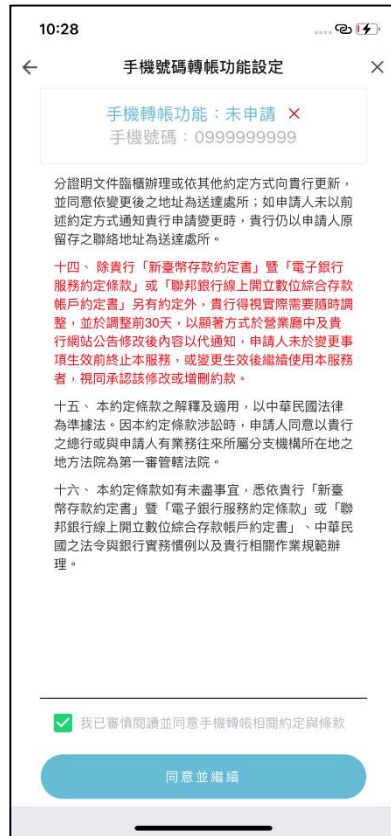 10:28
手機號碼轉帳功能設定
手機轉帳功能：未申請
手機號碼：0999999999
分證明文件臨櫃辦理或依其他約定方式向貴行更新，
並同意依變更後之地址為送達處所；如申請人未以前
述約定方式通知貴行申請變更時，貴行仍以申請人原
留存之聯絡地址為送達處所。
十四、 除貴行「新臺幣存款約定書」暨「電子銀行
服務約定條款」或「聯邦銀行線上開立數位綜合存款
帳戶約定書」另有約定外，貴行得視實際需要隨時調
整，並於調整前30天，以顯著方式於營業廳中及貴
行網站公告修改後內容以代通知，申請人未於變更事
項生效前終止本服務，或變更生效後繼續使用本服務
者，視同承認該修改或增刪約款。
十五、 本約定條款之解釋及適用，以中華民國法律
為準據法。因本約定條款涉訟時，申請人同意以貴行
之總行或與申請人有業務往來所屬分支機構所在地之
地方法院為第一審管轄法院。
十六、 本約定條款如有未盡事宜，悉依貴行「新臺
幣存款約定書」暨「電子銀行服務約定條款」或「聯
邦銀行線上開立數位綜合存款帳戶約定書」、中華民
國之法令與銀行實務慣例以及貴行相關作業規範辦
理。
我已審慎閱讀並同意手機轉帳相關約定與條款
同意並繼續